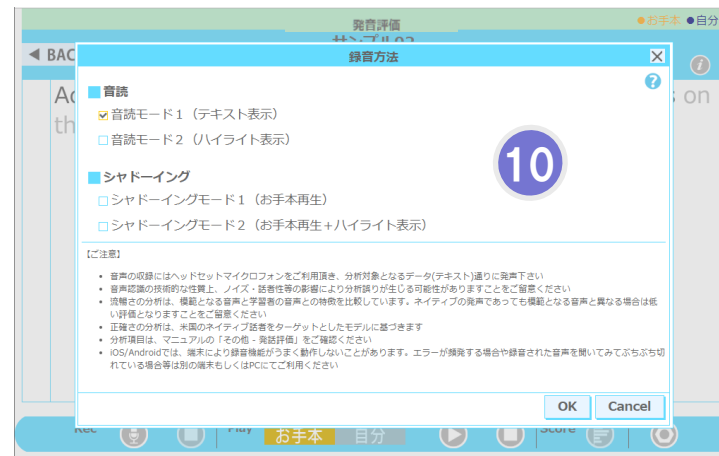 発音評価
●お手本 ●自分
サンプル02
◀ BAC
録音方法
Ac
s on
th
音読
音読モード1（テキスト表示）
音読モード2（ハイライト表示）
10
シャドーイング
シャドーイングモード1（お手本再生）
シャドーイングモード2（お手本再生+ハイライト表示）
【ご注意】
• 音声の収録にはヘッドセットマイクロフォンをご利用頂き、分析対象となるデータ(テキスト)通りに発声下さい
• 音声認識の技術的な性質上、ノイズ・話者性等の影響により分析誤りが生じる可能性がありますことをご留意ください
• 流暢さの分析は、模範となる音声と学習者の音声との特徴を比較しています。ネイティブの発声であっても模範となる音声と異なる場合は低
い評価となりますことをご留意ください
• 正確さの分析は、米国のネイティブ話者をターゲットとしたモデルに基づきます
• 分析項目は、マニュアルの「その他 - 発話評価」をご確認ください
• iOS/Androidでは、端末により録音機能がうまく動作しないことがあります。エラーが頻発する場合や録音された音声を聞いてみてぶちぶち切
れている場合等は別の端末もしくはPCにてご利用ください
OK Cancel
Rec Play お手本 自分 Score